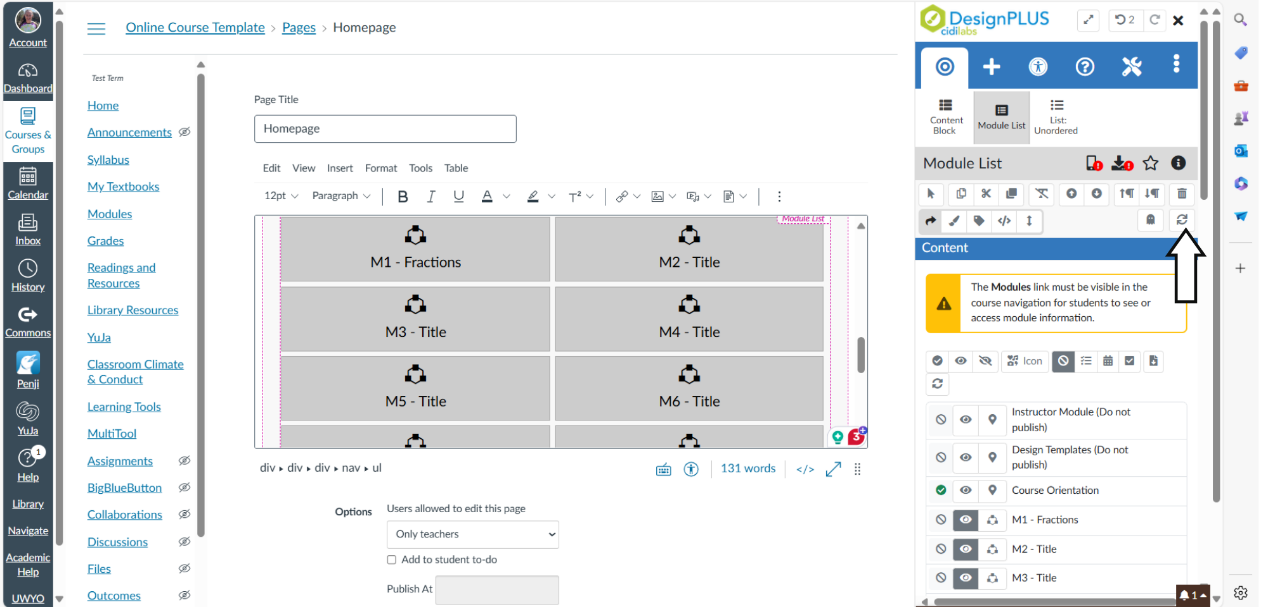 Account
Dashboard
Courses &
Groups
Calendar
Inbox
History
Commons
Penji
YuJa
1
Help
Library
Navigate
Academic
Help
UWYO
Online Course Template > Pages > Homepage
Test Term
Home
Announcements
Syllabus
My Textbooks
Modules
Grades
Readings and
Resources
Library Resources
YuJa
Classroom Climate
& Conduct
Learning Tools
MultiTool
Assignments
BigBlueButton
Collaborations
Discussions
Files
Outcomes
Page Title
Homepage
Edit View Insert Format Tools Table
12pt Paragraph B I U A T²
Module List
M1 - Fractions M2 - Title
M3 - Title M4 - Title
M5 - Title M6 - Title
3
div ▸ div ▸ div ▸ nav ▸ ul
131 words </>
Options Users allowed to edit this page
Only teachers
Add to student to-do
Publish At
DesignPLUS
cidilabs
2
Content
Block
Module List
List:
Unordered
Module List
</>
Content
The Modules link must be visible in the
course navigation for students to see or
access module information.
Icon
Instructor Module (Do not
publish)
Design Templates (Do not
publish)
Course Orientation
M1 - Fractions
M2 - Title
M3 - Title
1